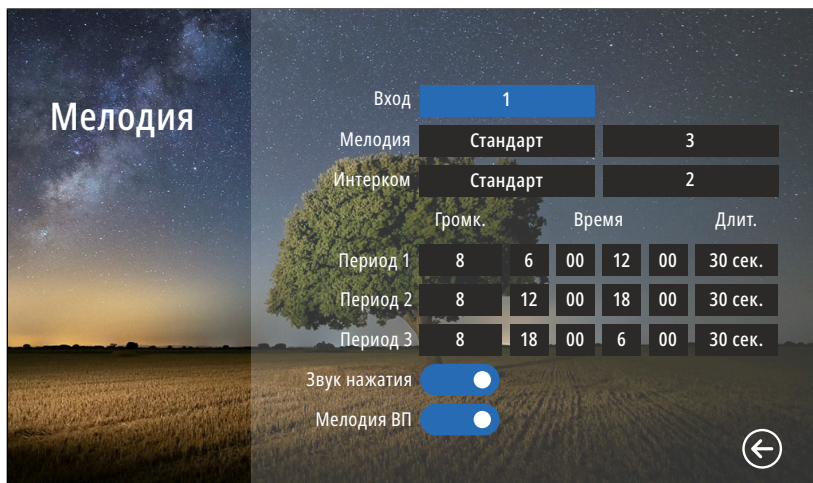 Мелодия
Вход 1
Мелодия Стандарт 3
Интерком Стандарт 2
Громк. Время Длит.
Период 1 8 6 00 12 00 30 сек.
Период 2 8 12 00 18 00 30 сек.
Период 3 8 18 00 6 00 30 сек.
Звук нажатия
Мелодия ВП